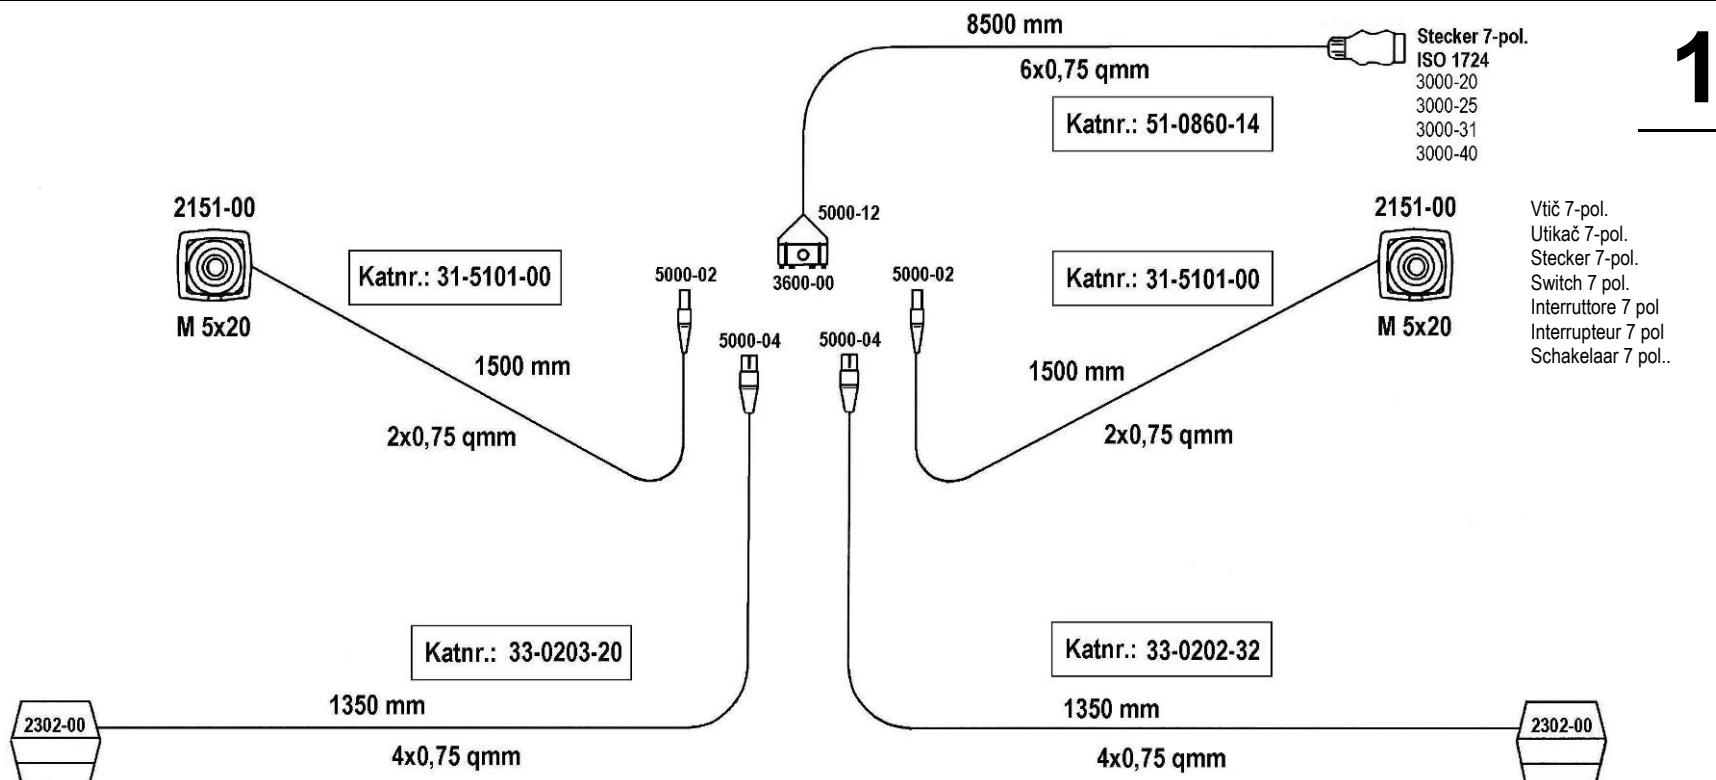 8500 mm
6x0,75 qmm
Stecker 7-pol.
ISO 1724
3000-20
3000-25
3000-31
3000-40
1
Katnr.: 51-0860-14
2151-00
M 5x20
Katnr.: 31-5101-00
5000-12
3600-00
5000-02
5000-02
Katnr.: 31-5101-00
2151-00
M 5x20
Vtič 7-pol.
Utikač 7-pol.
Stecker 7-pol.
Switch 7 pol.
Interruttore 7 pol
Interrupteur 7 pol
Schakelaar 7 pol..
5000-04
5000-04
1500 mm
2x0,75 qmm
1500 mm
2x0,75 qmm
Katnr.: 33-0203-20
Katnr.: 33-0202-32
1350 mm
4x0,75 qmm
1350 mm
4x0,75 qmm
2302-00
2302-00